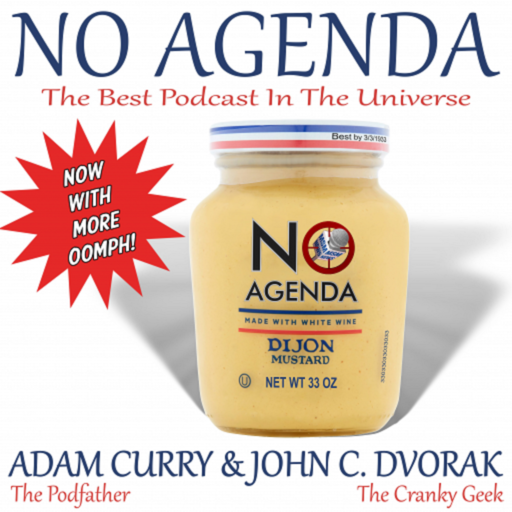 NO AGENDA
The Best Podcast In The Universe
NOW
WITH
MORE
OOMPH!
Best by 3/3/1952
NO
AGENDA
MADE WITH WHITE WINE
DIJON
MUSTARD
U NET WT 33 OZ
ADAM CURRY & JOHN C. DVORAK
The Podfather
The Cranky Geek